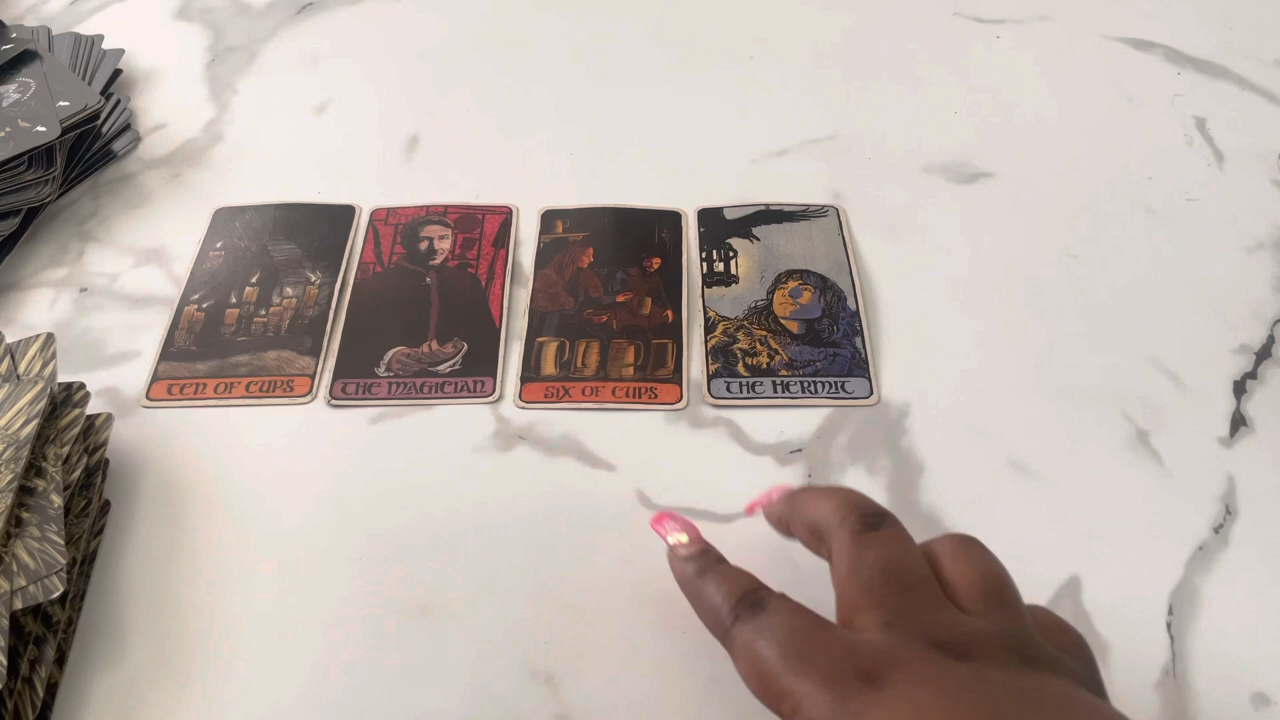 TEN OF CUPS
THE MAGICIAN
SIX OF CUPS
THE HERMIT